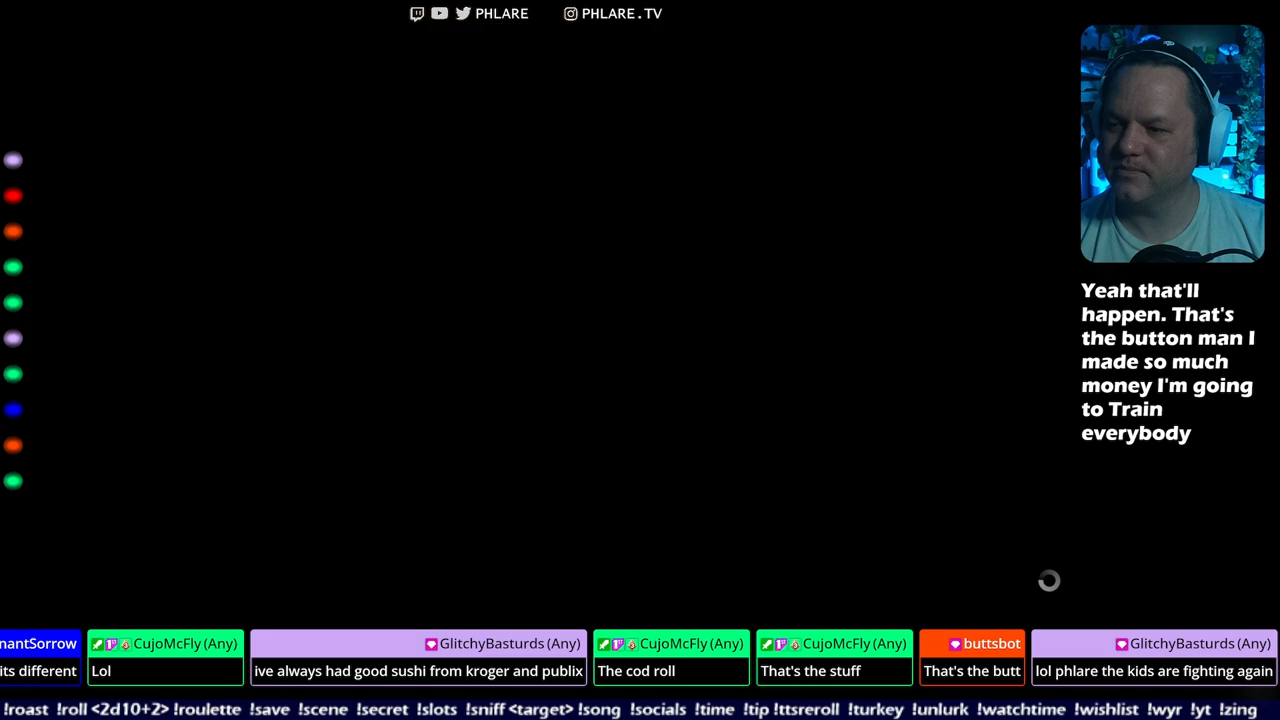 PHLARE
PHLARE.TV
Yeah that'll
happen. That's
the button man I
made so much
money I'm going
to Train
everybody
nantSorrow
its different
CujoMcFly (Any)
Lol
GlitchyBasturds (Any)
ive always had good sushi from kroger and publix
CujoMcFly (Any)
The cod roll
CujoMcFly (Any)
That's the stuff
buttsbot
That's the butt
GlitchyBasturds (Any)
lol phlare the kids are fighting again
!roast !roll <2d10+2> !roulette !save !scene !secret !slots !sniff <target> !song !socials !time !tip !ttsreroll !turkey !unlurk !watchtime !wishlist !wyr !yt !zing